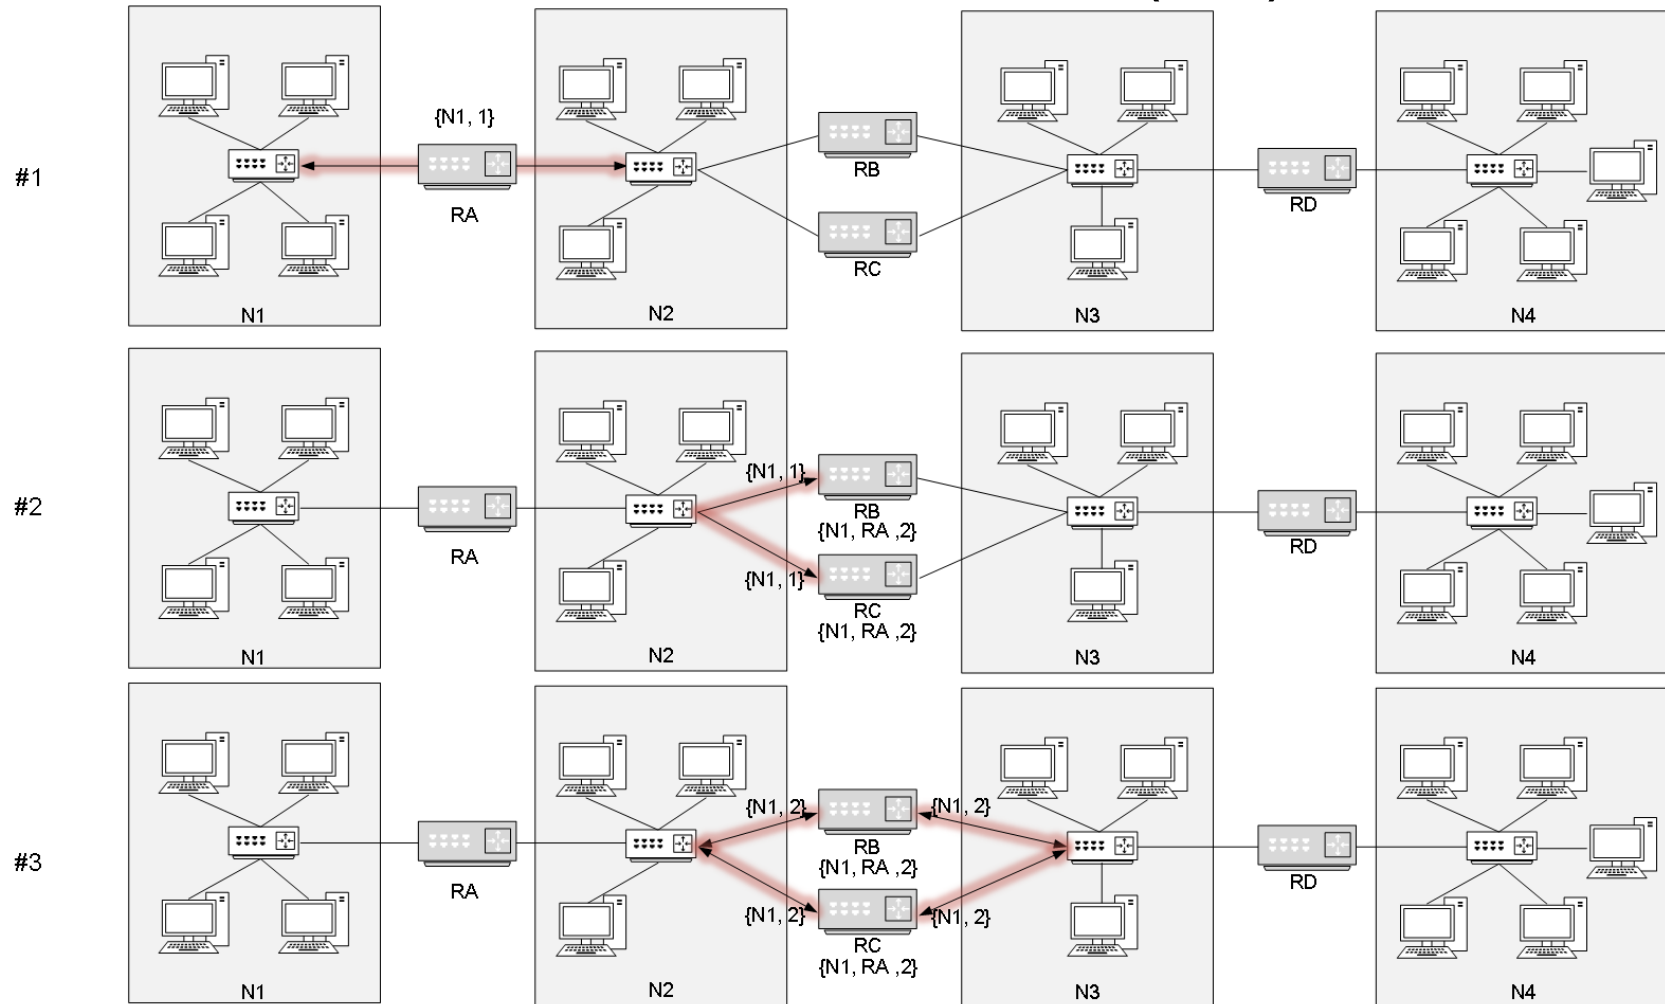 {N1, 1}
#1
RA
RB
RC
RD
N1
N2
N3
N4
{N1, 1}
#2
RA
RB
{N1, RA ,2}
{N1, 1}
RC
{N1, RA ,2}
RD
N1
N2
N3
N4
{N1, 2}
{N1, 2}
#3
RA
RB
{N1, RA ,2}
{N1, 2}
{N1, 2}
RC
{N1, RA ,2}
RD
N1
N2
N3
N4